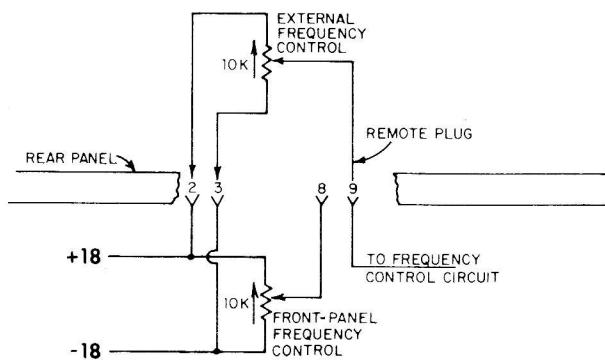 EXTERNAL
FREQUENCY
CONTROL
10K
REMOTE PLUG
REAR PANEL
2 3 8 9
+18
TO FREQUENCY
CONTROL CIRCUIT
10K
FRONT-PANEL
FREQUENCY
CONTROL
-18